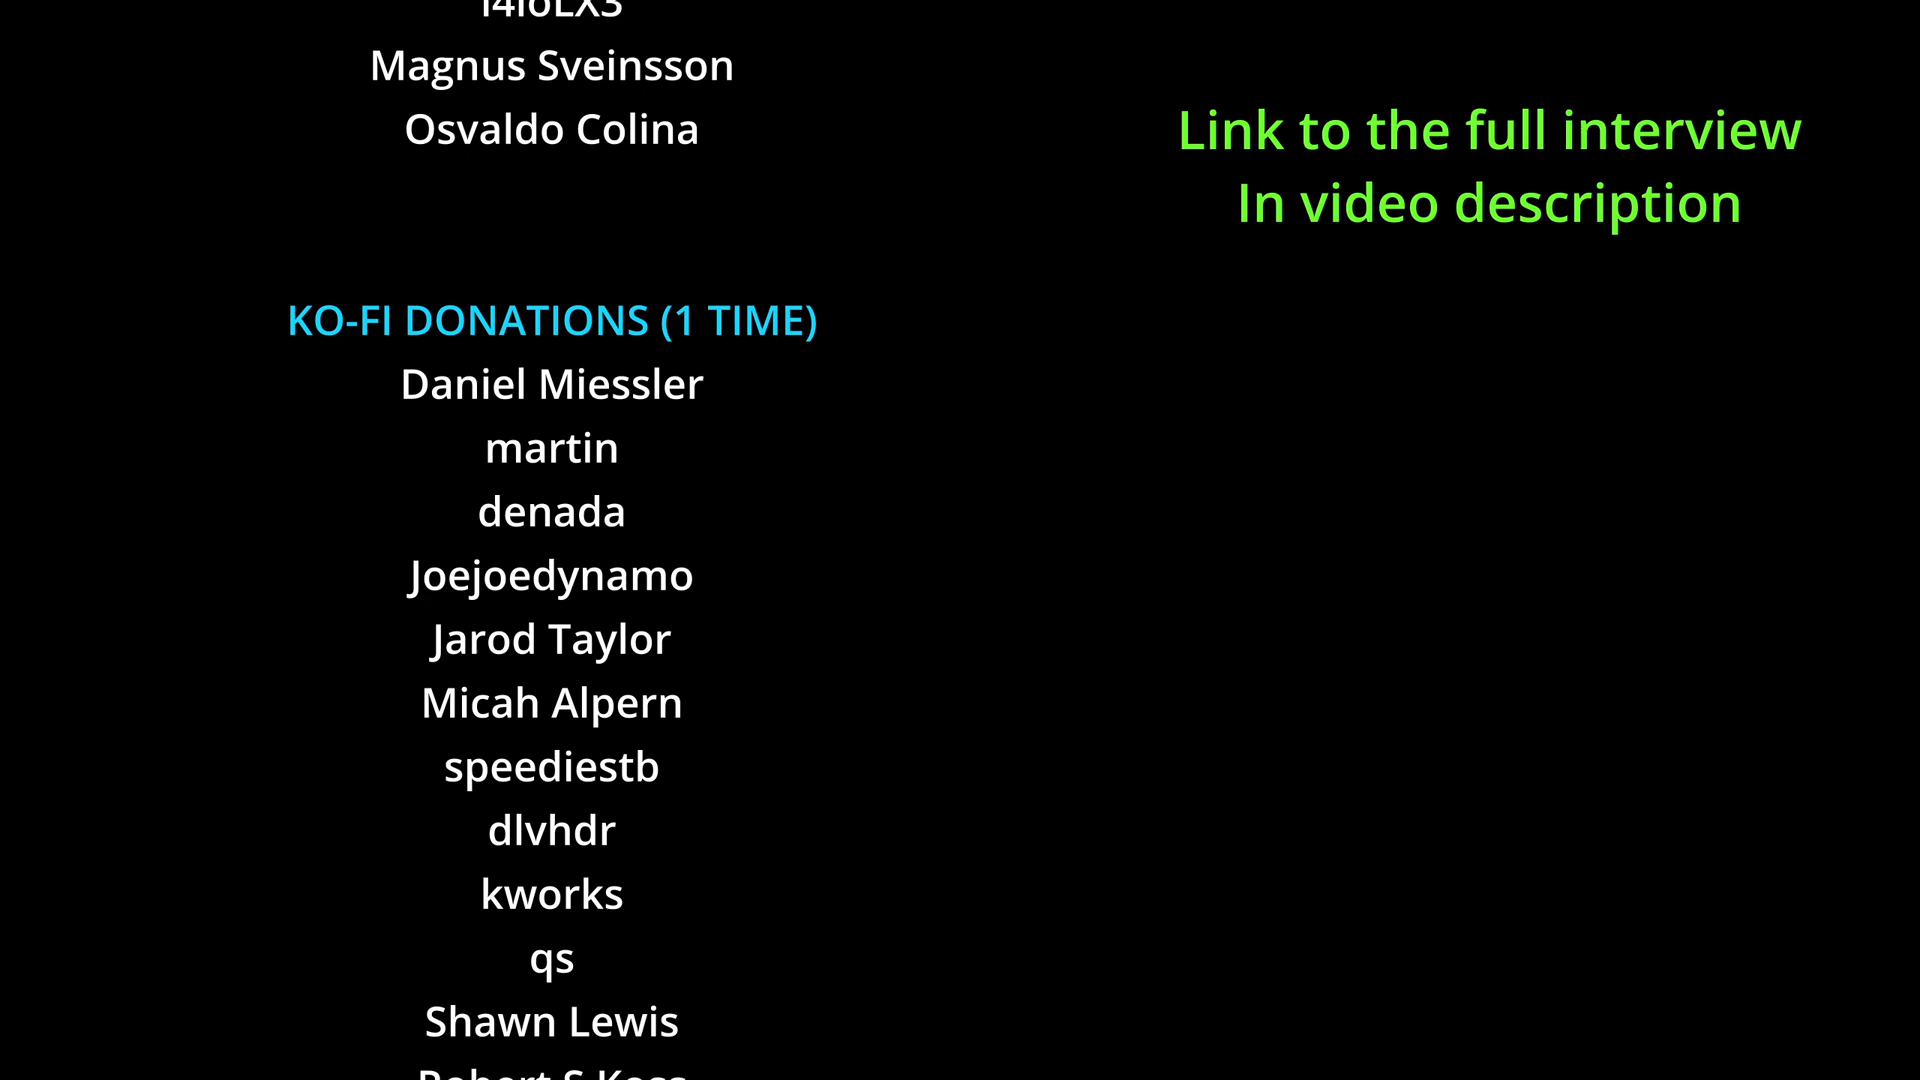 Magnus Sveinsson
Osvaldo Colina
Link to the full interview
In video description
KO-FI DONATIONS (1 TIME)
Daniel Miessler
martin
denada
Joejoedynamo
Jarod Taylor
Micah Alpern
speediestb
dlvhdr
kworks
qs
Shawn Lewis